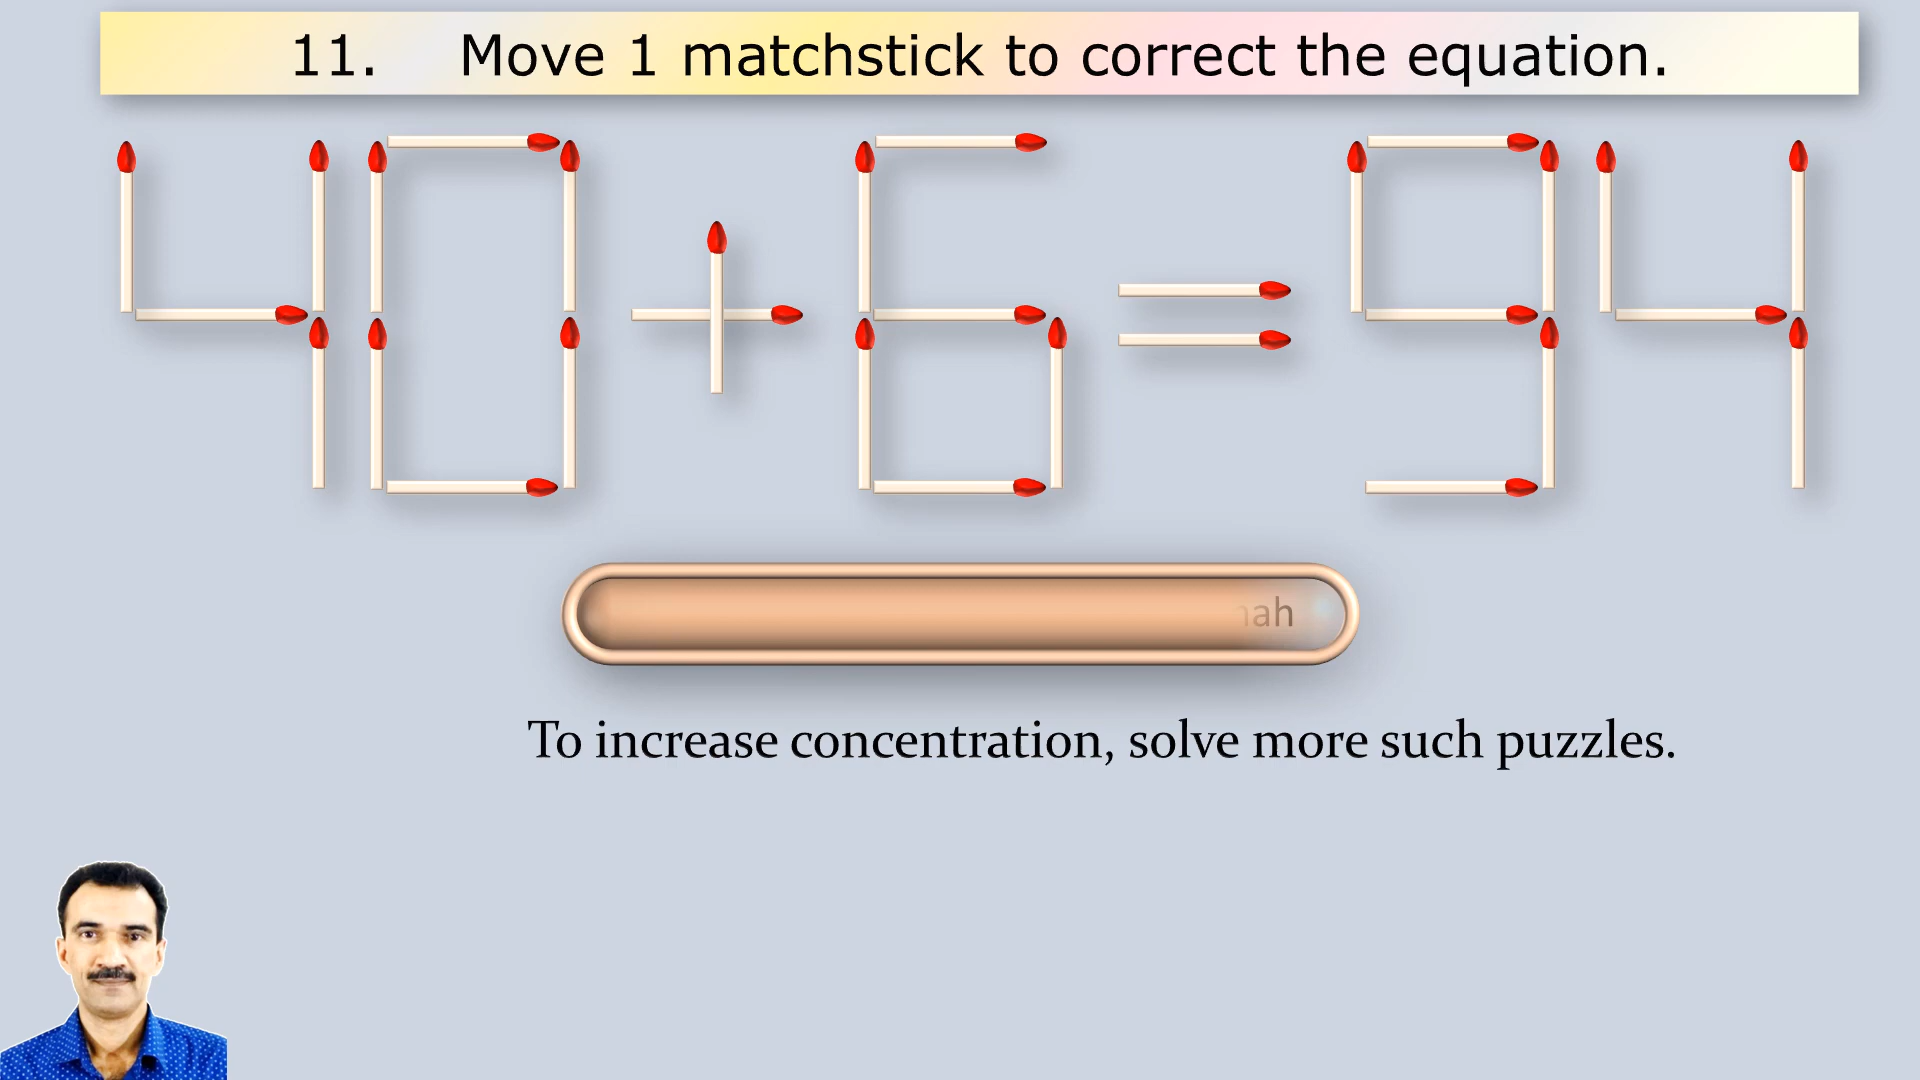 11. Move 1 matchstick to correct the equation.
40+6=94
To increase concentration, solve more such puzzles.